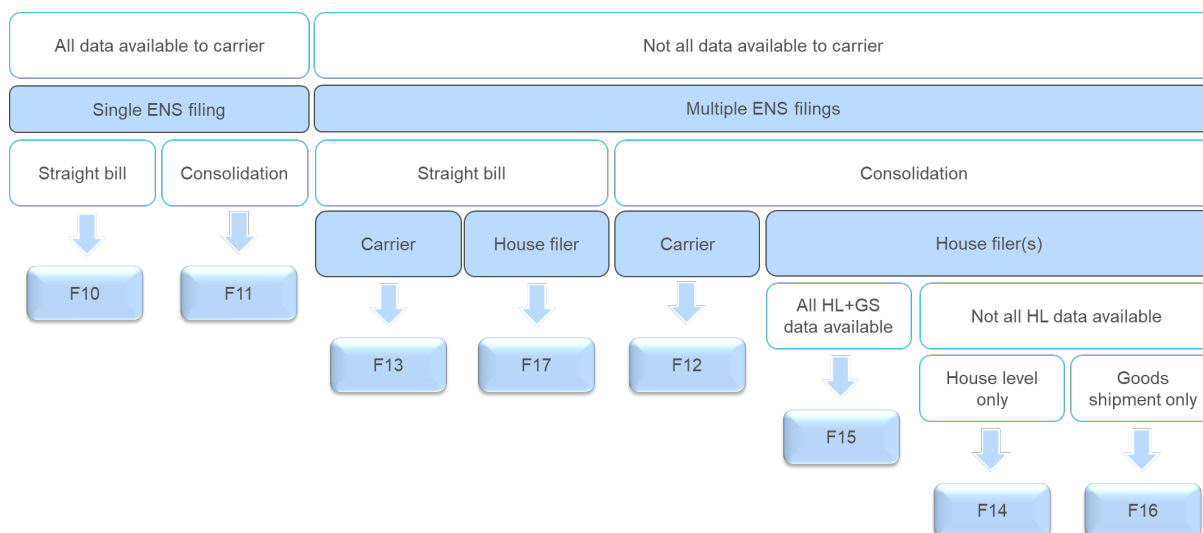 All data available to carrier
Not all data available to carrier
Single ENS filing
Multiple ENS filings
Straight bill
Consolidation
Straight bill
Consolidation
Carrier
House filer
Carrier
House filer(s)
F10
F11
All HL+GS
data available
Not all HL data available
F13
F17
F12
House level
only
Goods
shipment only
F15
F14
F16